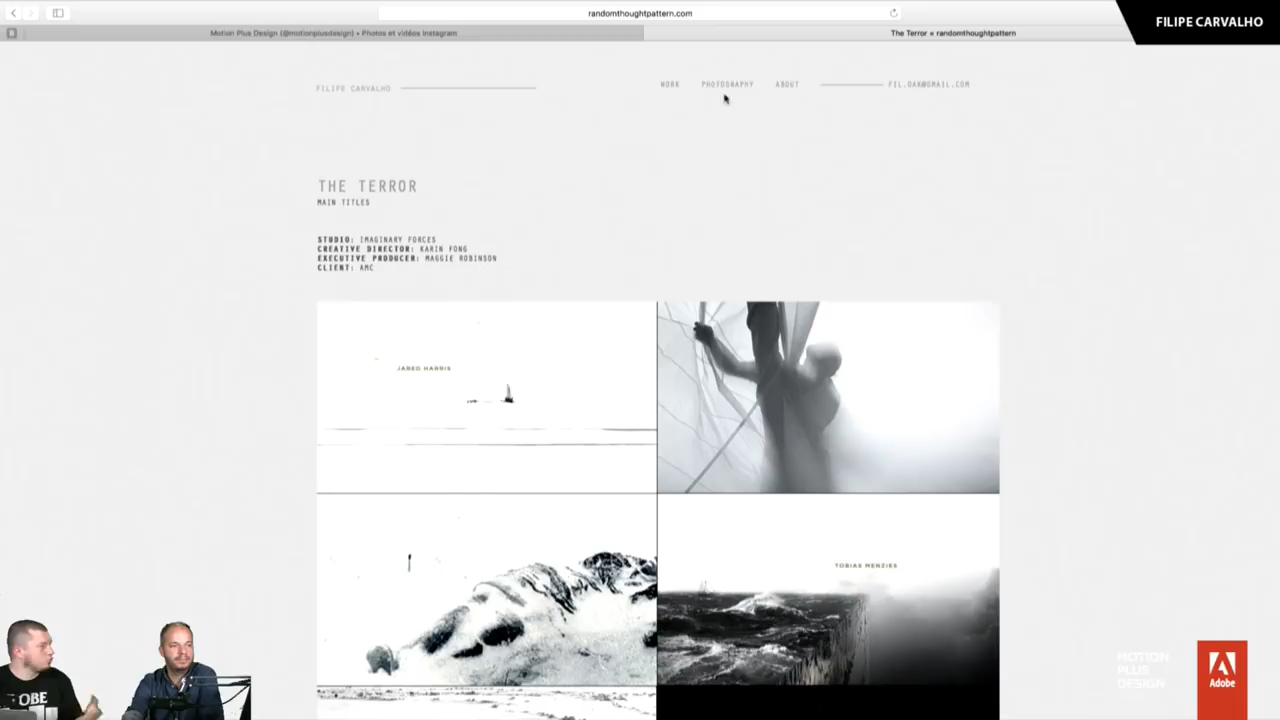 randomthoughtpattern.com
FILIPE CARVALHO
Motion Plus Design (@motionplusdesign) • Photos et vidéos Instagram
The Terror « randomthoughtpattern
FILIPE CARVALHO
WORK PHOTOGRAPHY ABOUT FIL.OAK@GMAIL.COM
THE TERROR
MAIN TITLES
STUDIO: IMAGINARY FORCES
CREATIVE DIRECTOR: KARIN FONG
EXECUTIVE PRODUCER: MAGGIE ROBINSON
CLIENT: AMC
JARED HARRIS
TOBIAS MENZIES
OBE
MOTION
PLUS
DESIGN
Adobe